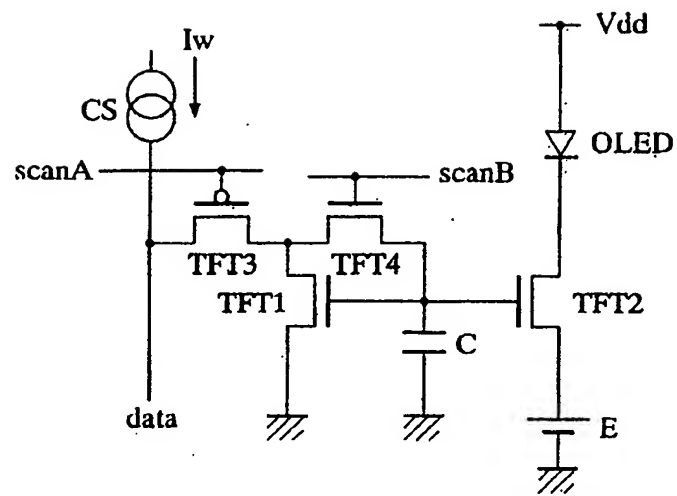 Iw
Vdd
CS
OLED
scanA
scanB
TFT3
TFT4
TFT1
TFT2
C
data
E